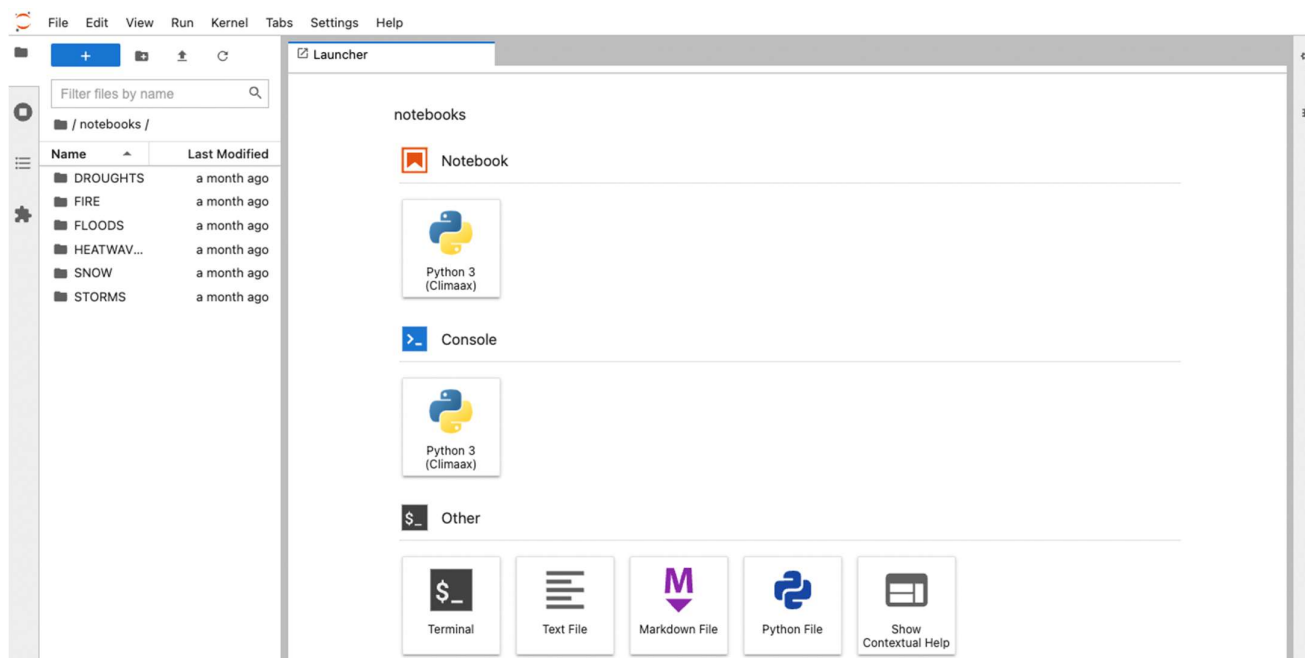 File Edit View Run Kernel Tabs Settings Help
+
Filter files by name
/ notebooks /
Name Last Modified
DROUGHTS a month ago
FIRE a month ago
FLOODS a month ago
HEATWAV... a month ago
SNOW a month ago
STORMS a month ago
Launcher
notebooks
Notebook
Python 3
(Climaax)
>_ Console
Python 3
(Climaax)
$_ Other
$_
Terminal
Text File
M
Markdown File
Python File
Show
Contextual Help